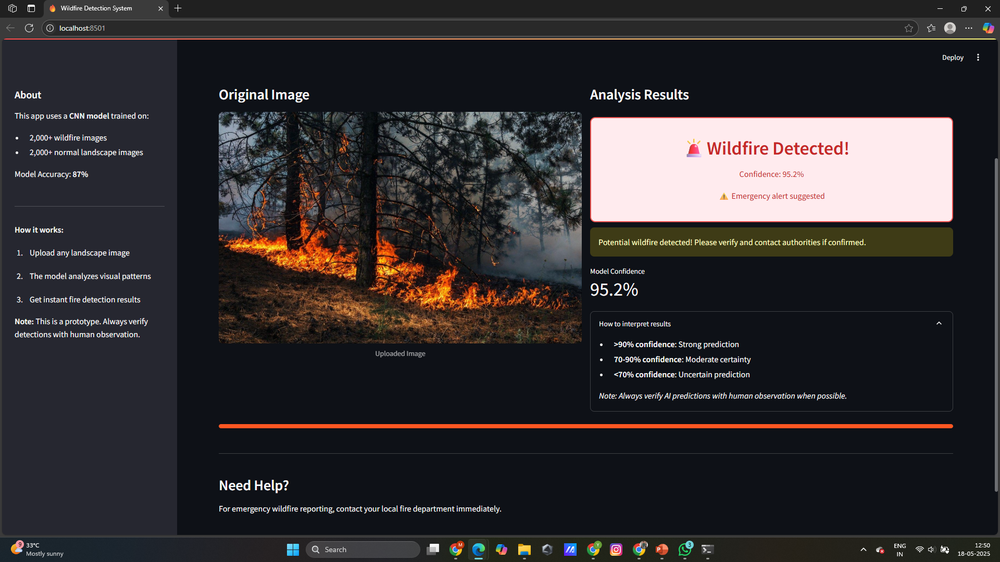 Wildfire Detection System
localhost:8501
Deploy
About
This app uses a CNN model trained on:
• 2,000+ wildfire images
• 2,000+ normal landscape images
Model Accuracy: 87%
How it works:
1. Upload any landscape image
2. The model analyzes visual patterns
3. Get instant fire detection results
Note: This is a prototype. Always verify
detections with human observation.
Original Image
Uploaded Image
Analysis Results
🚨 Wildfire Detected!
Confidence: 95.2%
⚠️ Emergency alert suggested
Potential wildfire detected! Please verify and contact authorities if confirmed.
Model Confidence
95.2%
How to interpret results
• >90% confidence: Strong prediction
• 70-90% confidence: Moderate certainty
• <70% confidence: Uncertain prediction
Note: Always verify AI predictions with human observation when possible.
Need Help?
For emergency wildfire reporting, contact your local fire department immediately.
9
33°C
Mostly sunny
Search
M
Y
P
3
ENG
IN
12:50
18-05-2025